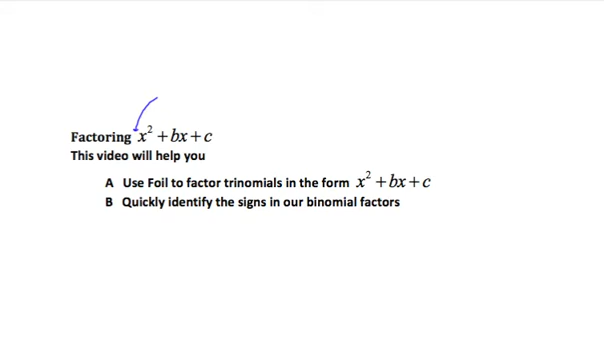 Factoring x² + bx + c
This video will help you
A Use Foil to factor trinomials in the form x² + bx + c
B Quickly identify the signs in our binomial factors